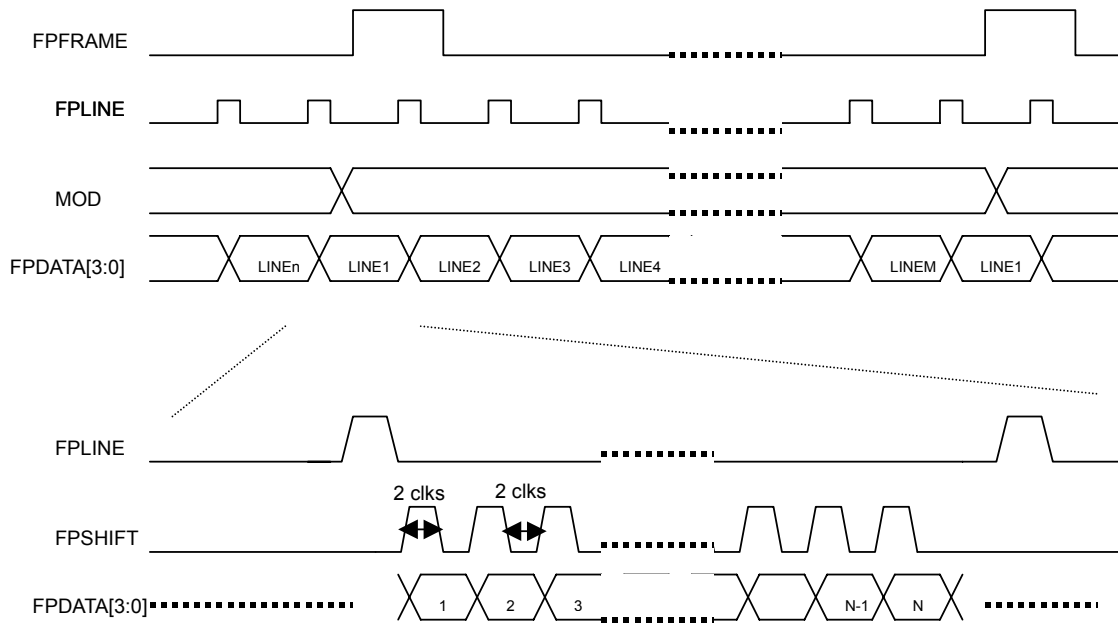 FPFRAME
FPLINE
MOD
FPDATA[3:0]
LINEn LINE1 LINE2 LINE3 LINE4 LINEM LINE1
FPLINE
2 clks 2 clks
FPSHIFT
FPDATA[3:0]
1 2 3 N-1 N